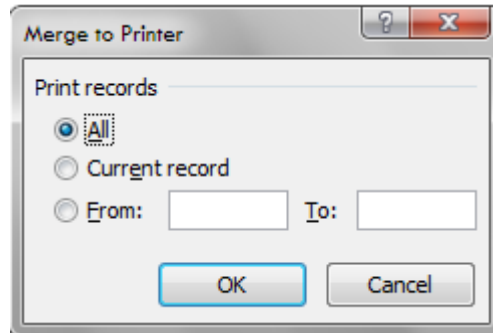 Merge to Printer
Print records
All
Current record
From: To:
OK Cancel